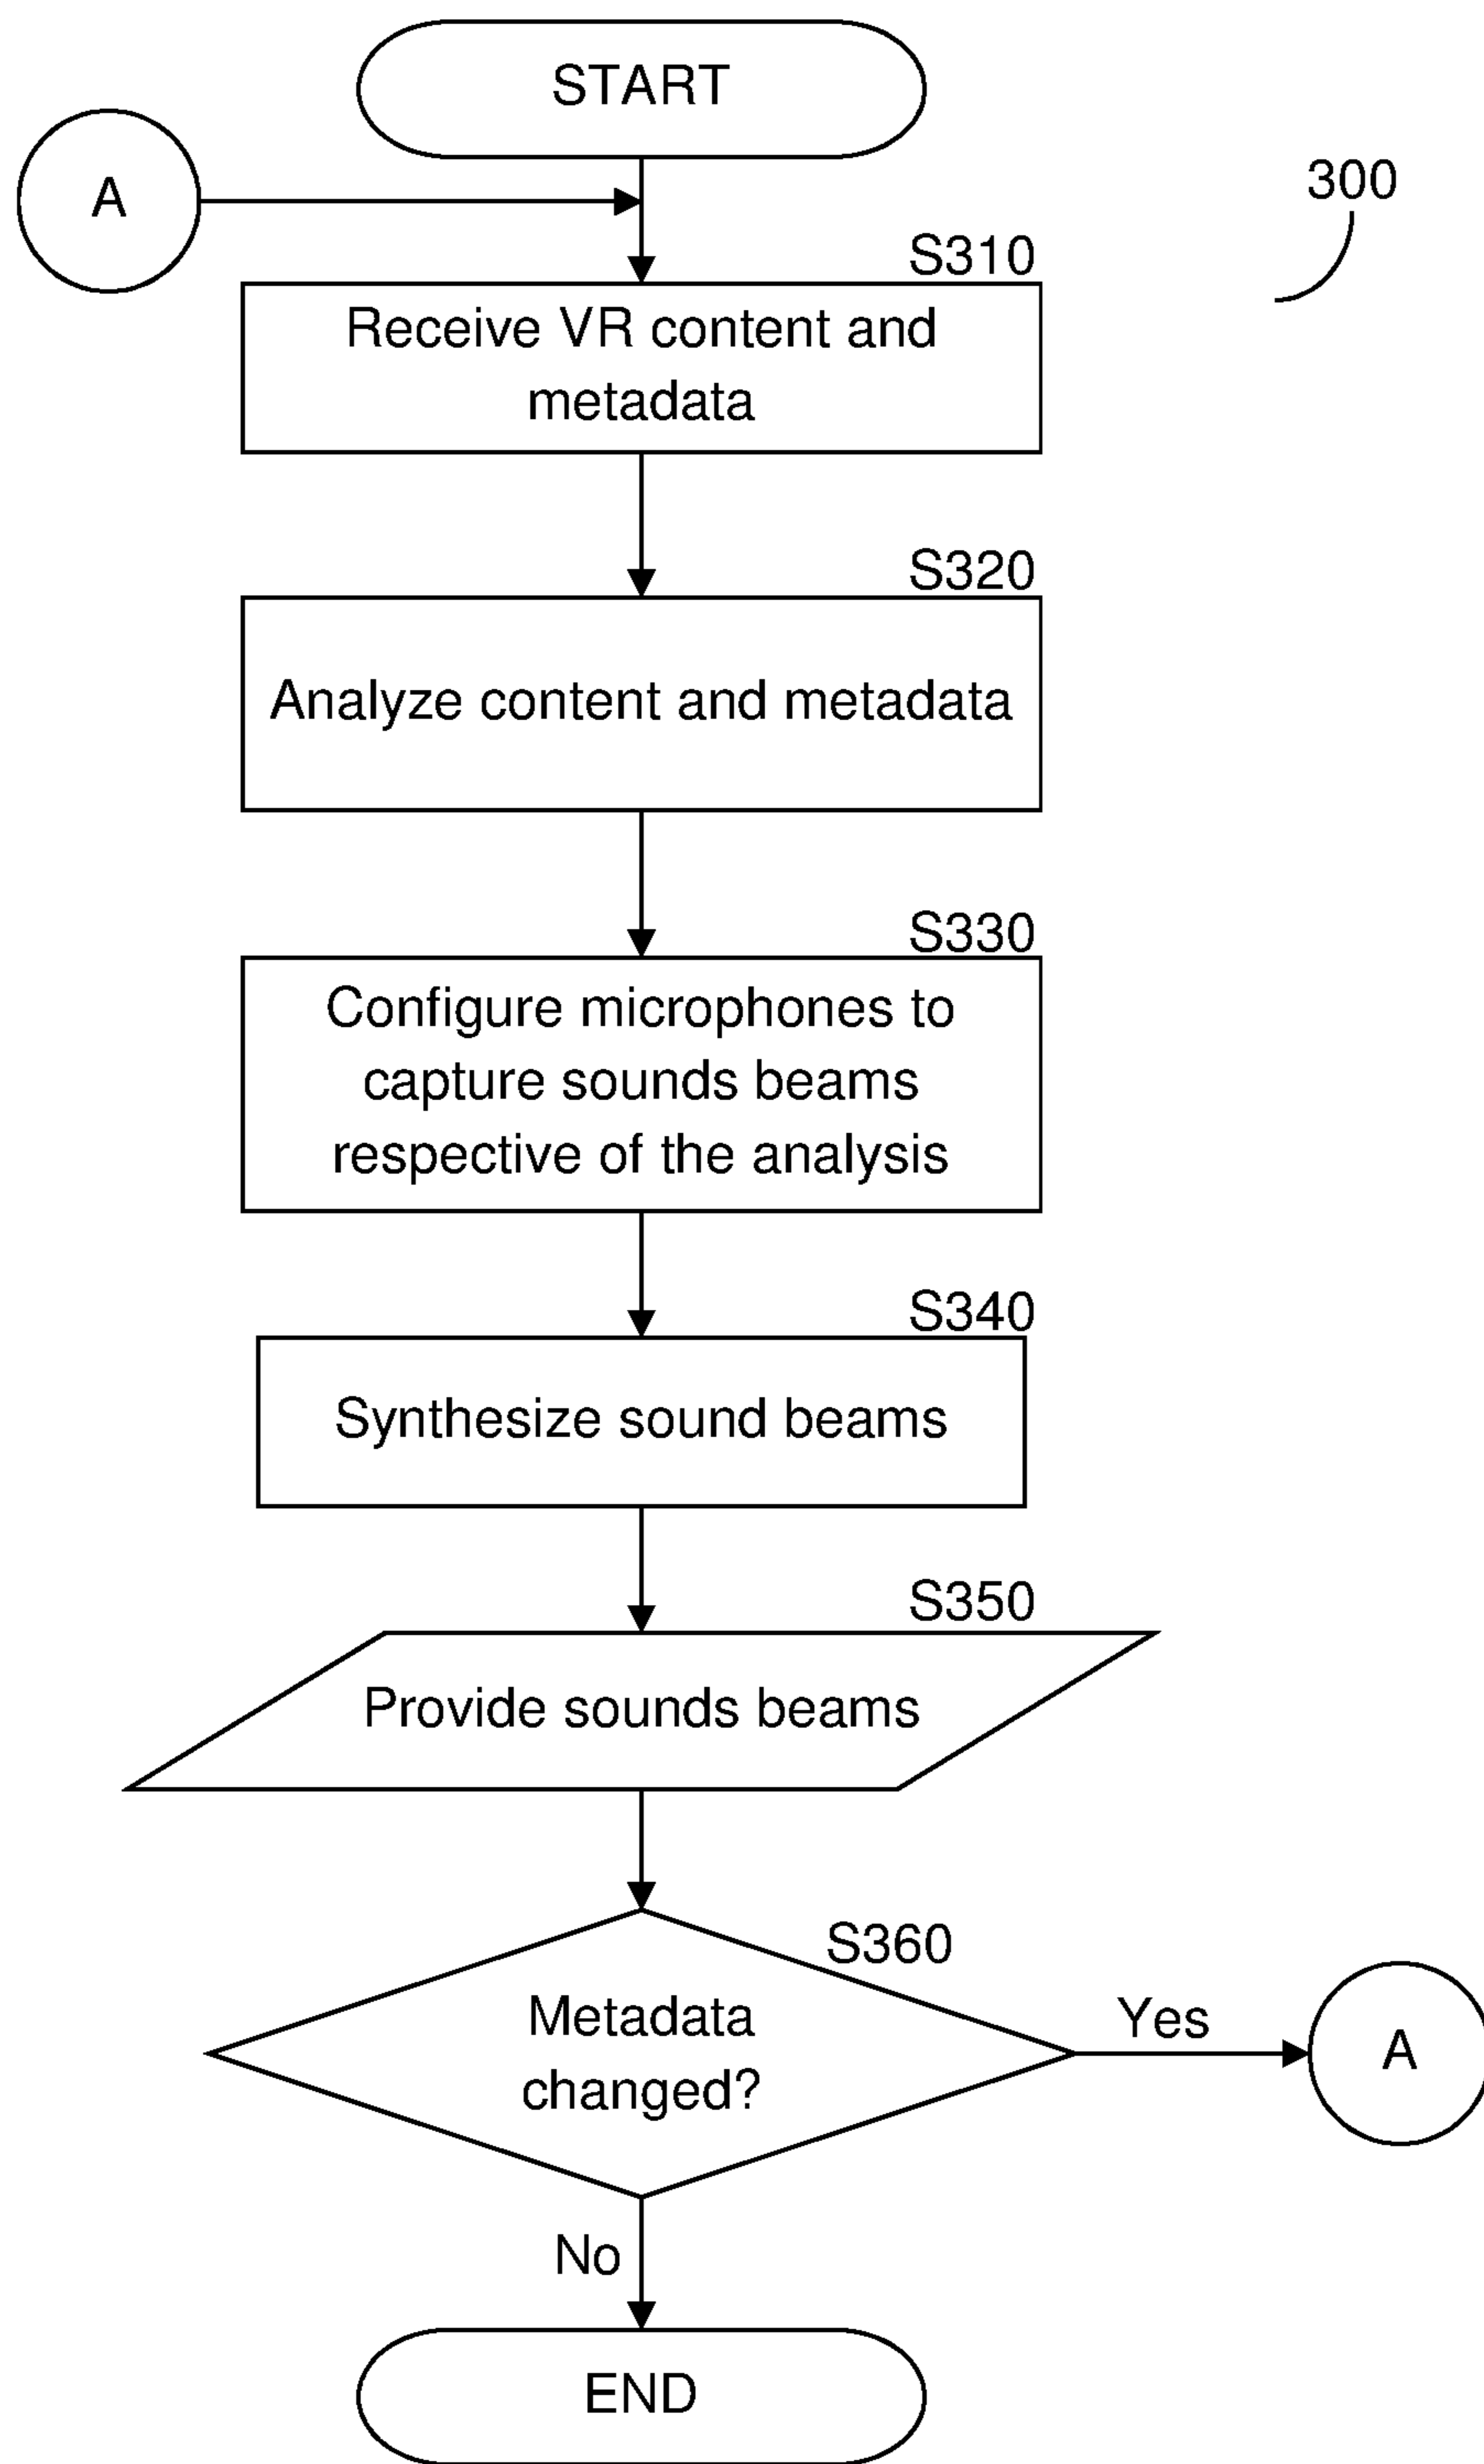 START
A
300
S310
Receive VR content and
metadata
S320
Analyze content and metadata
S330
Configure microphones to
capture sounds beams
respective of the analysis
S340
Synthesize sound beams
S350
Provide sounds beams
S360
Metadata
changed?
Yes
A
No
END